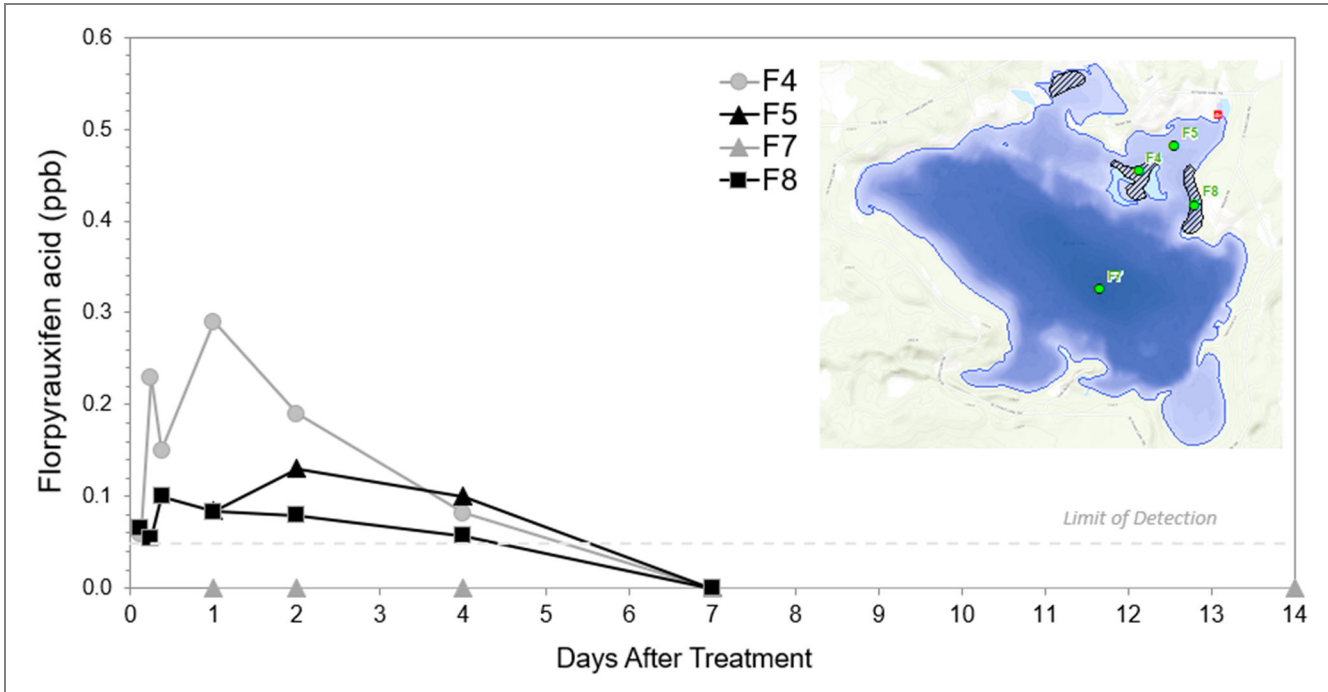 Florpyrauxifen acid (ppb)
0.6
0.5
0.4
0.3
0.2
0.1
0.0
F4
F5
F7
F8
F5
F4
F8
F7
Limit of Detection
0 1 2 3 4 5 6 7 8 9 10 11 12 13 14
Days After Treatment